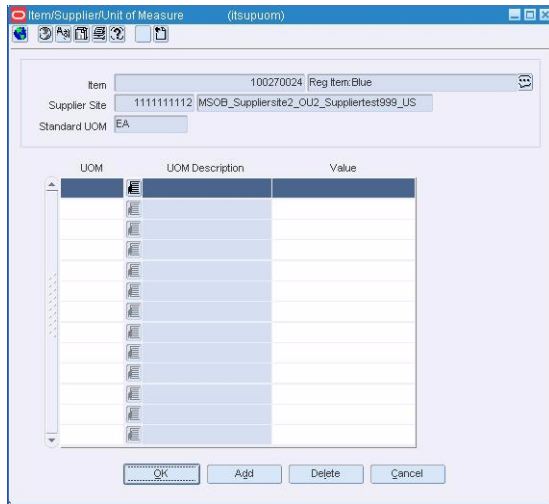 Item/Supplier/Unit of Measure (itsupuom)
Item 100270024 Reg Item:Blue
Supplier Site 1111111112 MSOB_Suppliersite2_OU2_Suppliertest999_US
Standard UOM EA
UOM UOM Description Value
OK Add Delete Cancel